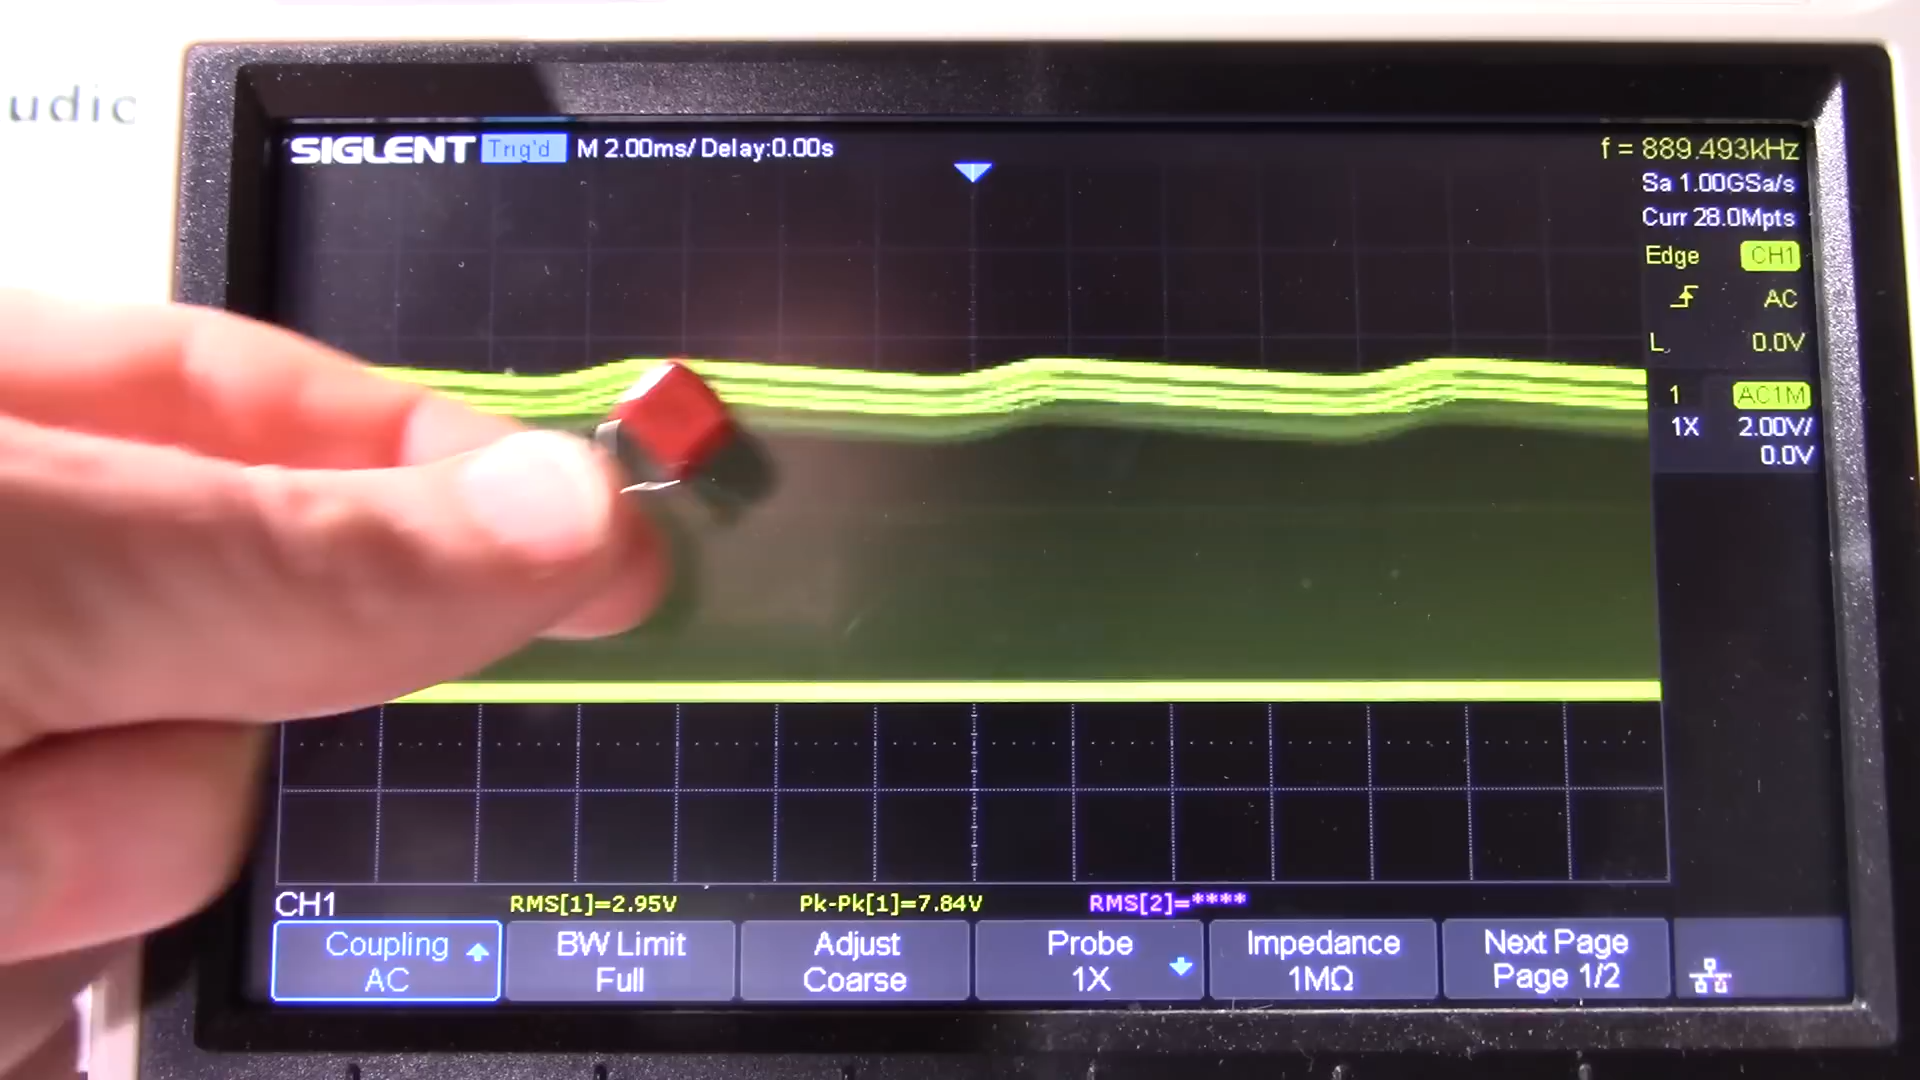 udio
SIGLENT Trig'd M 2.00ms/ Delay:0.00s
f = 889.493kHz
Sa 1.00GSa/s
Curr 28.0Mpts
Edge CH1
AC
L 0.0V
1 AC1M
1X 2.00V/
0.0V
CH1 RMS[1]=2.95V Pk-Pk[1]=7.84V RMS[2]=****
Coupling BW Limit Adjust Probe Impedance Next Page
AC Full Coarse 1X 1MΩ Page 1/2